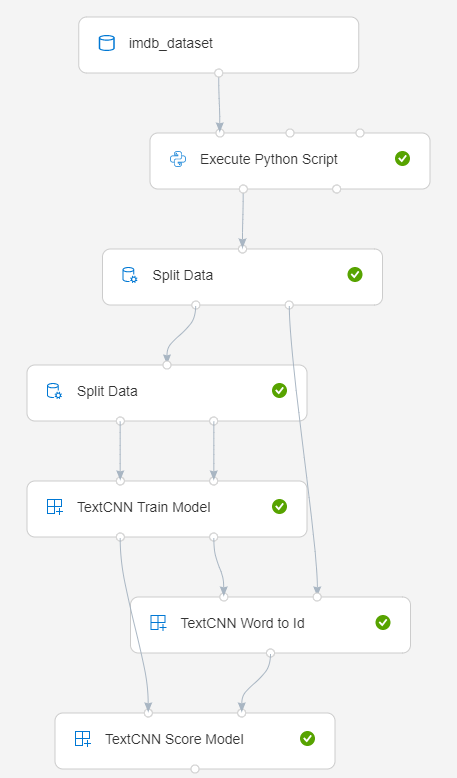 imdb_dataset
Execute Python Script
Split Data
Split Data
TextCNN Train Model
TextCNN Word to Id
TextCNN Score Model